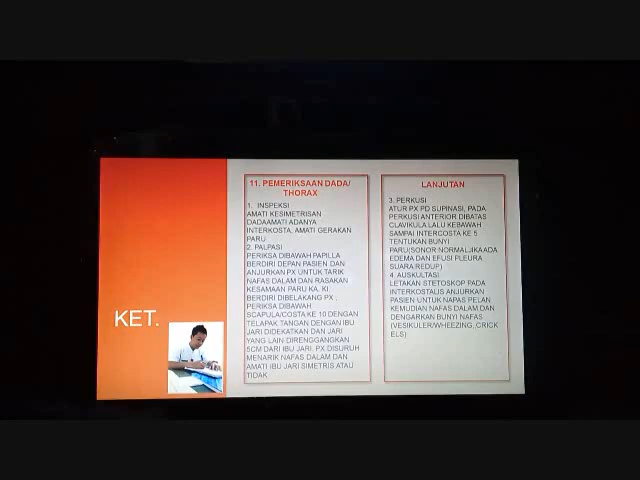 KET.
11. PEMERIKSAAN DADA/
THORAX
1. INSPEKSI
AMATI KESIMETRISAN
DADAAMATI ADANYA
INTERKOSTA, AMATI GERAKAN
PARU
2. PALPASI
PERIKSA DIBAWAH PAPILLA
BERDIRI DEPAN PASIEN DAN
ANJURKAN PX UNTUK TARIK
NAFAS DALAM DAN RASAKAN
KESAMAAN PARU KA, KI.
BERDIRI DIBELAKANG PX ,
PERIKSA DIBAWAH
SCAPULA/COSTA KE 10 DENGAN
TELAPAK TANGAN DENGAN IBU
JARI DIDEKATKAN DAN JARI
YANG LAIN DIRENGGANGKAN
5CM DARI IBU JARI. PX DISURUH
MENARIK NAFAS DALAM DAN
AMATI IBU JARI SIMETRIS ATAU
TIDAK
LANJUTAN
3. PERKUSI
ATUR PX PD SUPINASI, PADA
PERKUSI ANTERIOR DIBATAS
CLAVIKULA LALU KEBAWAH
SAMPAI INTERCOSTA KE 5
TENTUKAN BUNYI
PARU(SONOR:NORMAL,JIKA ADA
EDEMA DAN EFUSI PLEURA
SUARA:REDUP)
4. AUSKULTASI
LETAKAN STETOSKOP PADA
INTERKOSTALIS ANJURKAN
PASIEN UNTUK NAPAS PELAN
KEMUDIAN NAFAS DALAM DAN
DENGARKAN BUNYI NAFAS
(VESIKULER/WHEEZING, CRICK
ELS)